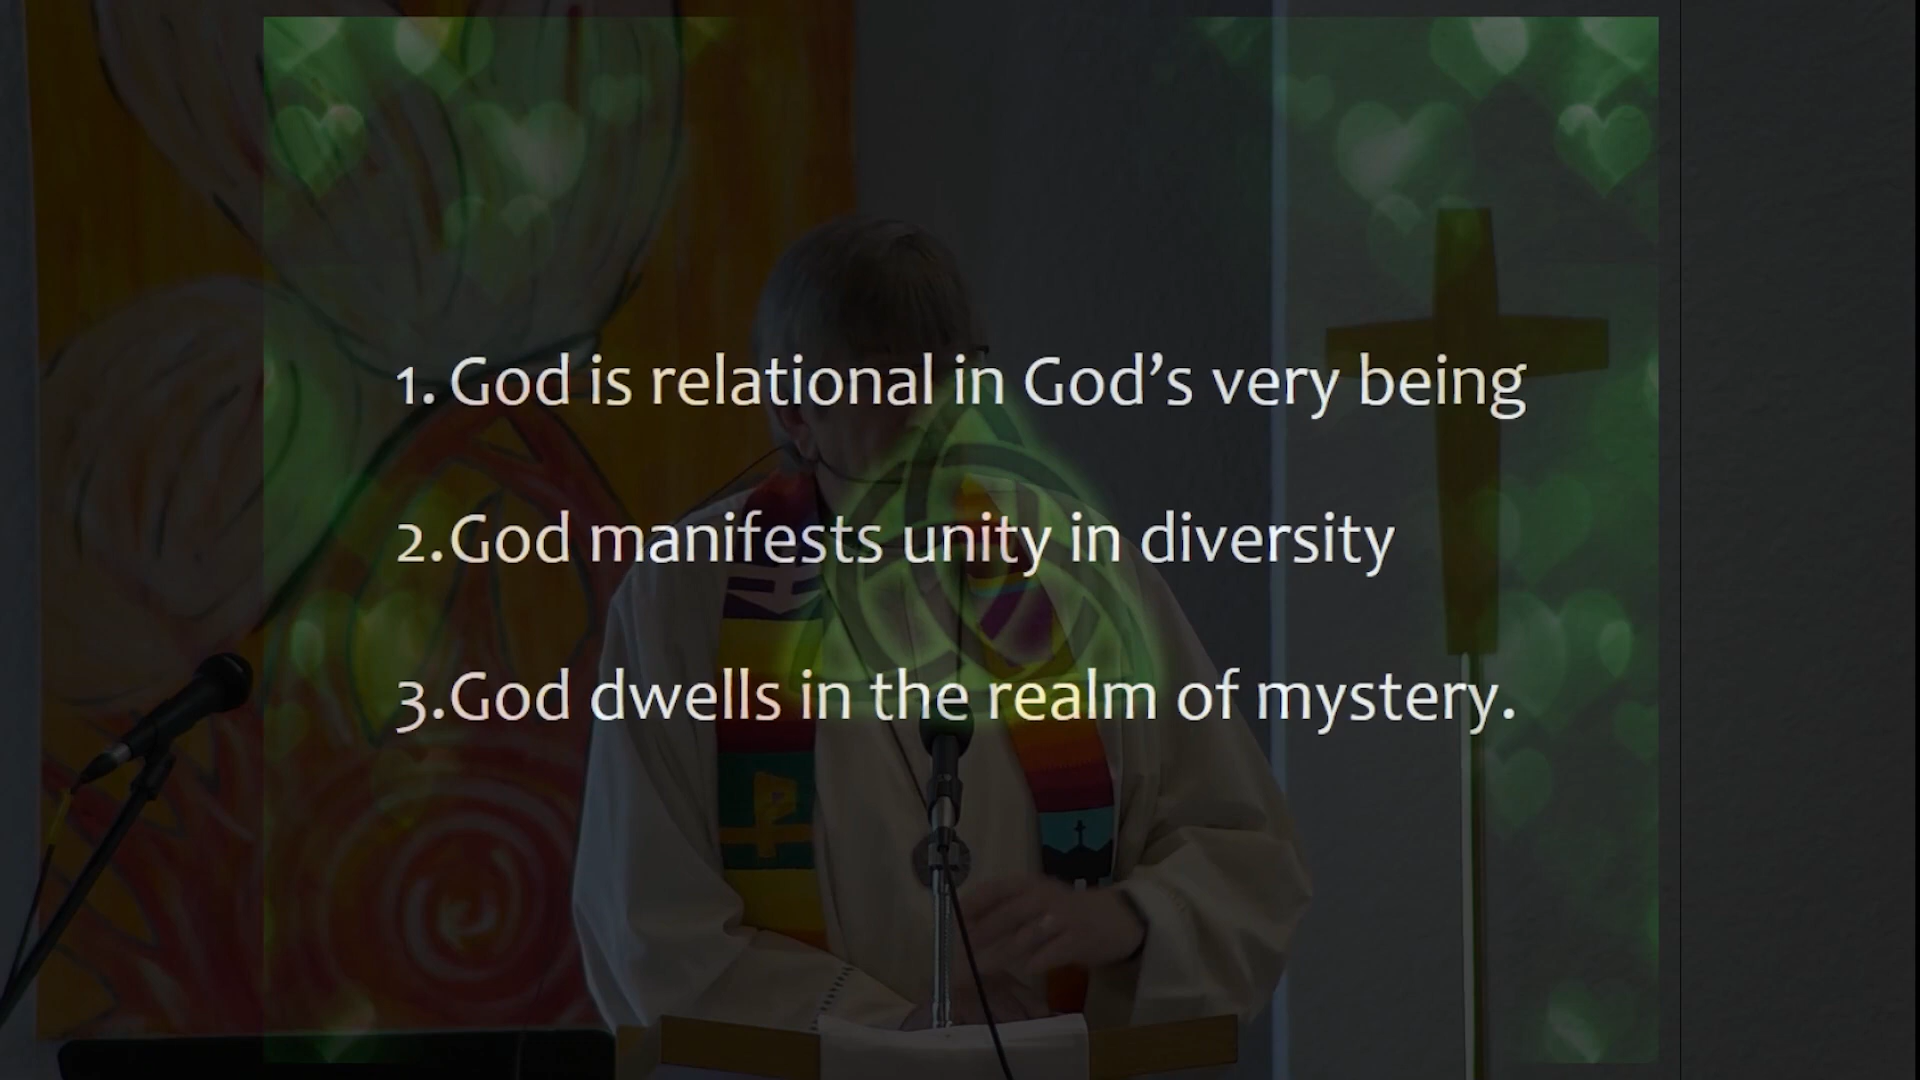 1. God is relational in God’s very being
2. God manifests unity in diversity
3. God dwells in the realm of mystery.